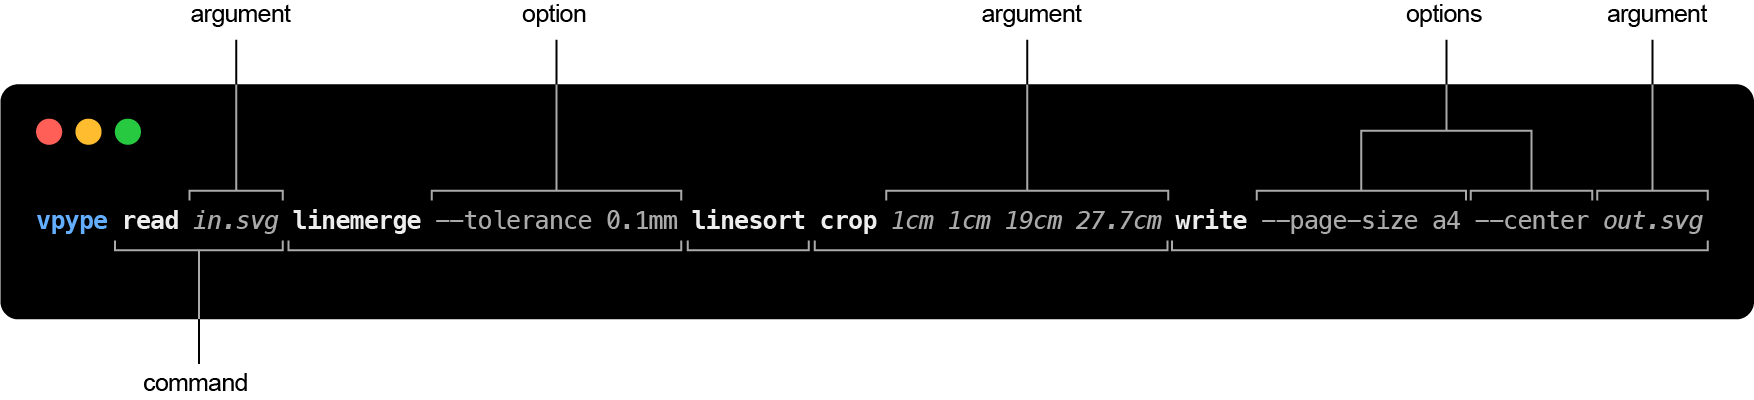 argument option argument options argument
vpype read in.svg linemerge --tolerance 0.1mm linesort crop 1cm 1cm 19cm 27.7cm write --page-size a4 --center out.svg
command